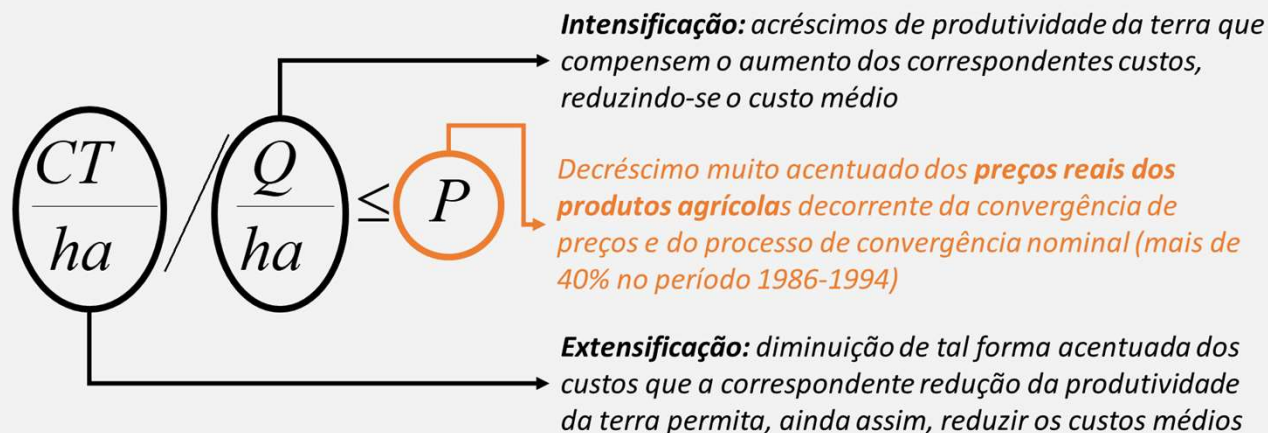 Intensificação: acréscimos de produtividade da terra que
compensem o aumento dos correspondentes custos,
reduzindo-se o custo médio
CT/ha / Q/ha ≤ P
Decréscimo muito acentuado dos preços reais dos
produtos agrícolas decorrente da convergência de
preços e do processo de convergência nominal (mais de
40% no período 1986-1994)
Extensificação: diminuição de tal forma acentuada dos
custos que a correspondente redução da produtividade
da terra permita, ainda assim, reduzir os custos médios